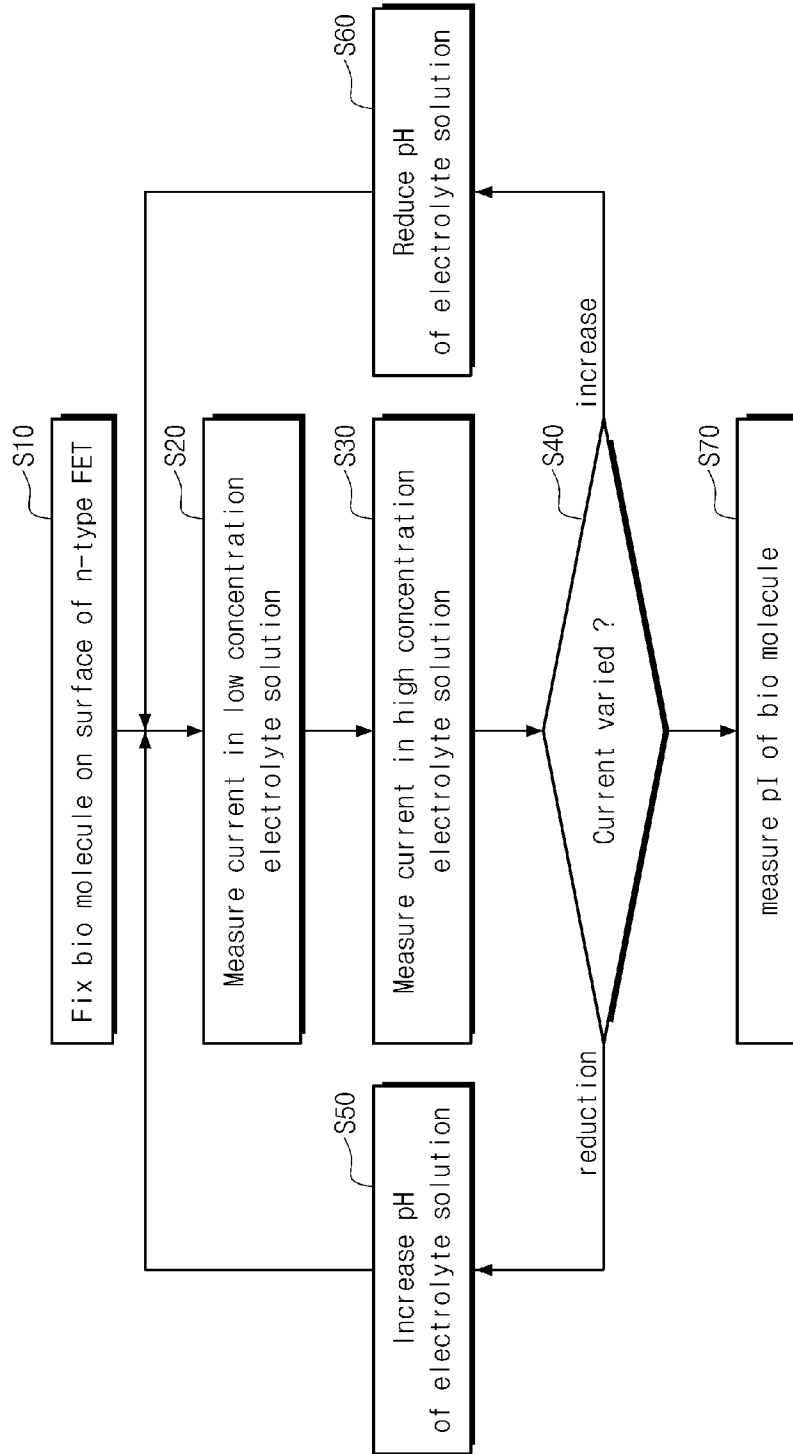 S10
Fix bio molecule on surface of n-type FET
S20
Measure current in low concentration
electrolyte solution
S30
Measure current in high concentration
electrolyte solution
S40
Current varied ?
reduction
increase
S50
Increase pH
of electrolyte solution
S60
Reduce pH
of electrolyte solution
S70
measure pI of bio molecule